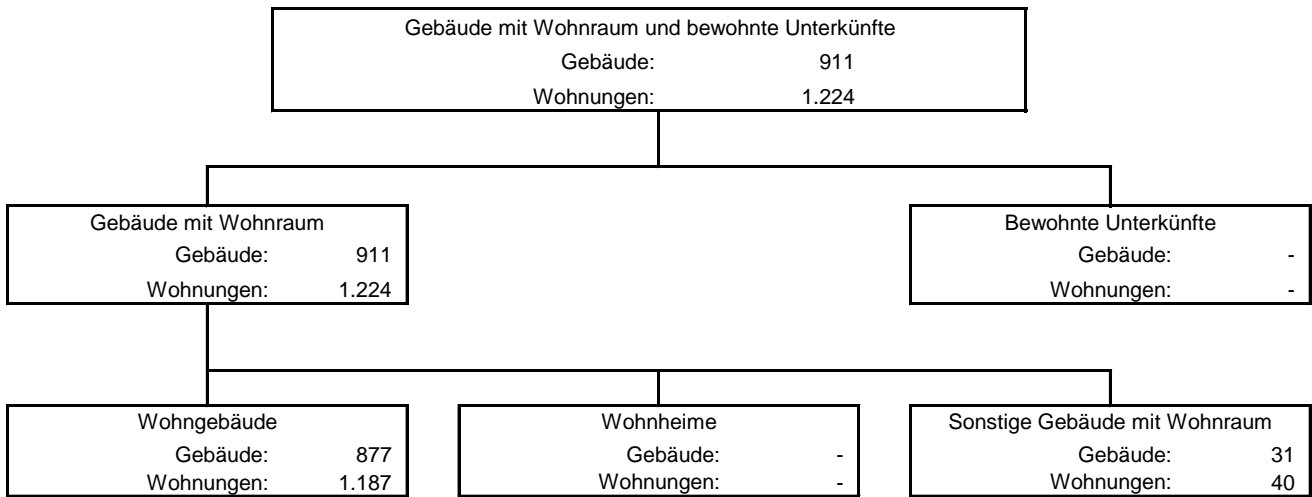 Gebäude mit Wohnraum und bewohnte Unterkünfte
Gebäude: 911
Wohnungen: 1.224
Gebäude mit Wohnraum
Gebäude: 911
Wohnungen: 1.224
Bewohnte Unterkünfte
Gebäude: -
Wohnungen: -
Wohngebäude
Gebäude: 877
Wohnungen: 1.187
Wohnheime
Gebäude: -
Wohnungen: -
Sonstige Gebäude mit Wohnraum
Gebäude: 31
Wohnungen: 40